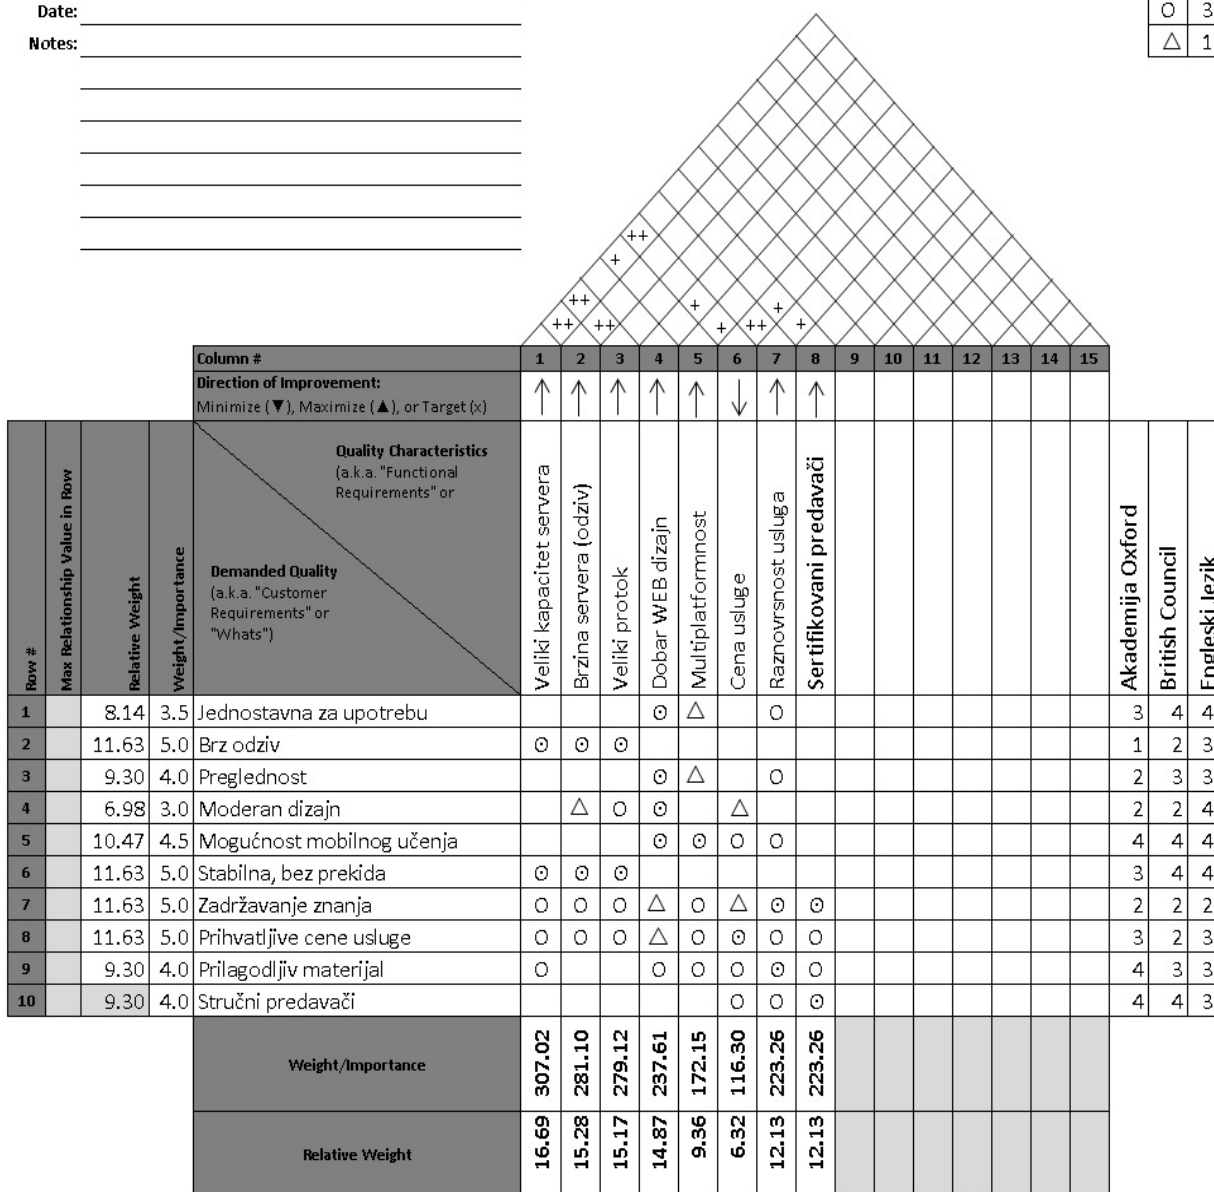 Date:
Notes:
O 3
△ 1
++
+
++
+ +
++ ++ + ++ +
Column # 1 2 3 4 5 6 7 8 9 10 11 12 13 14 15
Direction of Improvement:
Minimize (▼), Maximize (▲), or Target (x)
↑ ↑ ↑ ↑ ↑ ↓ ↑ ↑
Quality Characteristics
(a.k.a. "Functional
Requirements" or
Demanded Quality
(a.k.a. "Customer
Requirements" or
"Whats")
Row #
Max Relationship Value in Row
Relative Weight
Weight/Importance
Veliki kapacitet servera
Brzina servera (odziv)
Veliki protok
Dobar WEB dizajn
Multiplatformnost
Cena usluge
Raznovrsnost usluga
Sertifikovani predavači
Akademija Oxford
British Council
Engleski Jezik
1 8.14 3.5 Jednostavna za upotrebu ⊙ △ O 3 4 4
2 11.63 5.0 Brz odziv ⊙ ⊙ ⊙ 1 2 3
3 9.30 4.0 Preglednost ⊙ △ O 2 3 3
4 6.98 3.0 Moderan dizajn △ O ⊙ △ 2 2 4
5 10.47 4.5 Mogućnost mobilnog učenja ⊙ ⊙ O O 4 4 4
6 11.63 5.0 Stabilna, bez prekida ⊙ ⊙ ⊙ 3 4 4
7 11.63 5.0 Zadržavanje znanja O O O △ O △ ⊙ ⊙ 2 2 2
8 11.63 5.0 Prihvatljive cene usluge O O O △ O ⊙ O O 3 2 3
9 9.30 4.0 Prilagodljiv materijal O O O O ⊙ O 4 3 3
10 9.30 4.0 Stručni predavači O O ⊙ 4 4 3
Weight/Importance 307.02 281.10 279.12 237.61 172.15 116.30 223.26 223.26
Relative Weight 16.69 15.28 15.17 14.87 9.36 6.32 12.13 12.13